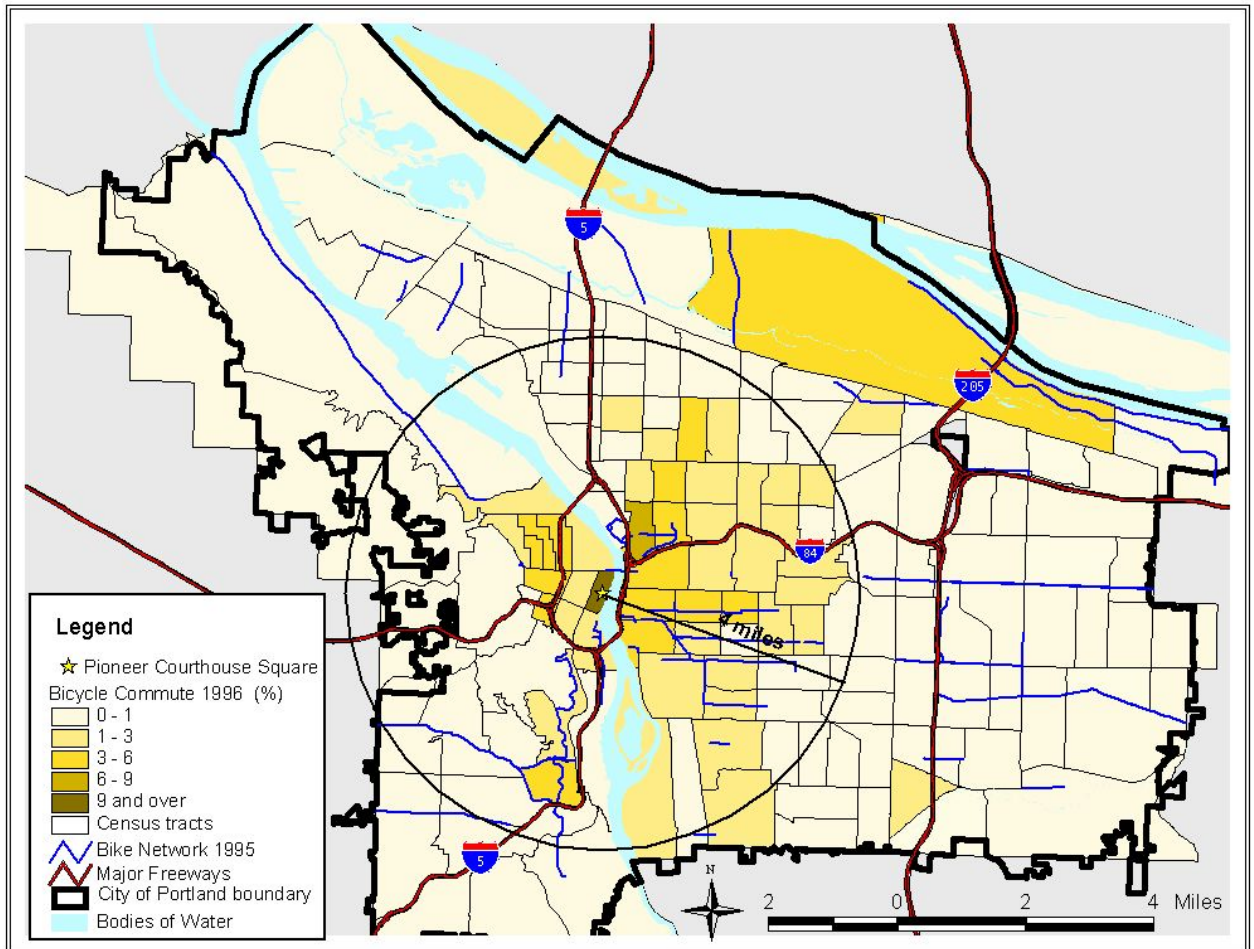 5
205
84
4 miles
Legend
Pioneer Courthouse Square
Bicycle Commute 1996 (%)
0 - 1
1 - 3
3 - 6
6 - 9
9 and over
Census tracts
Bike Network 1995
Major Freeways
City of Portland boundary
Bodies of Water
5
N
2 0 2 4 Miles